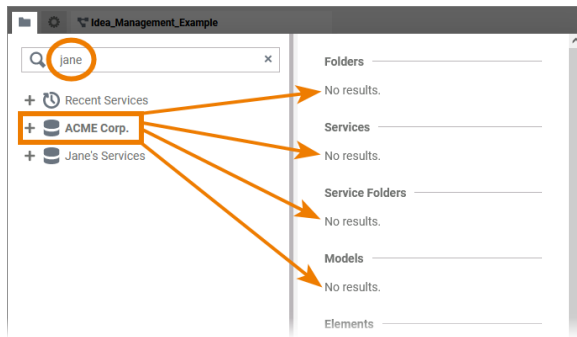 Idea_Management_Example
jane
×
Recent Services
ACME Corp.
Jane's Services
Folders
No results.
Services
No results.
Service Folders
No results.
Models
No results.
Elements